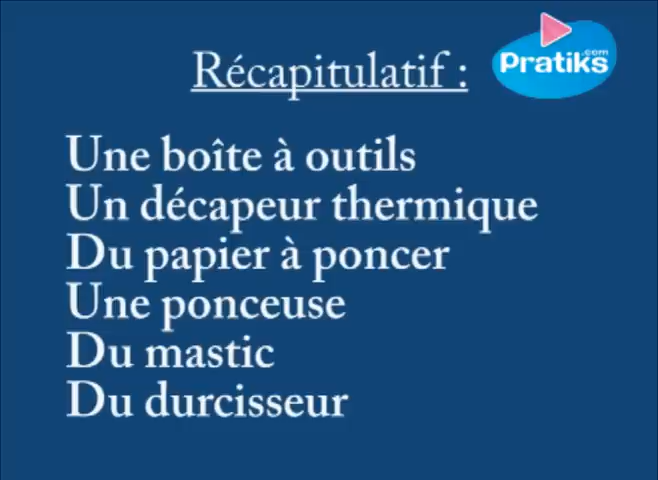 Récapitulatif :
Pratiks.com
Une boîte à outils
Un décapeur thermique
Du papier à poncer
Une ponceuse
Du mastic
Du durcisseur